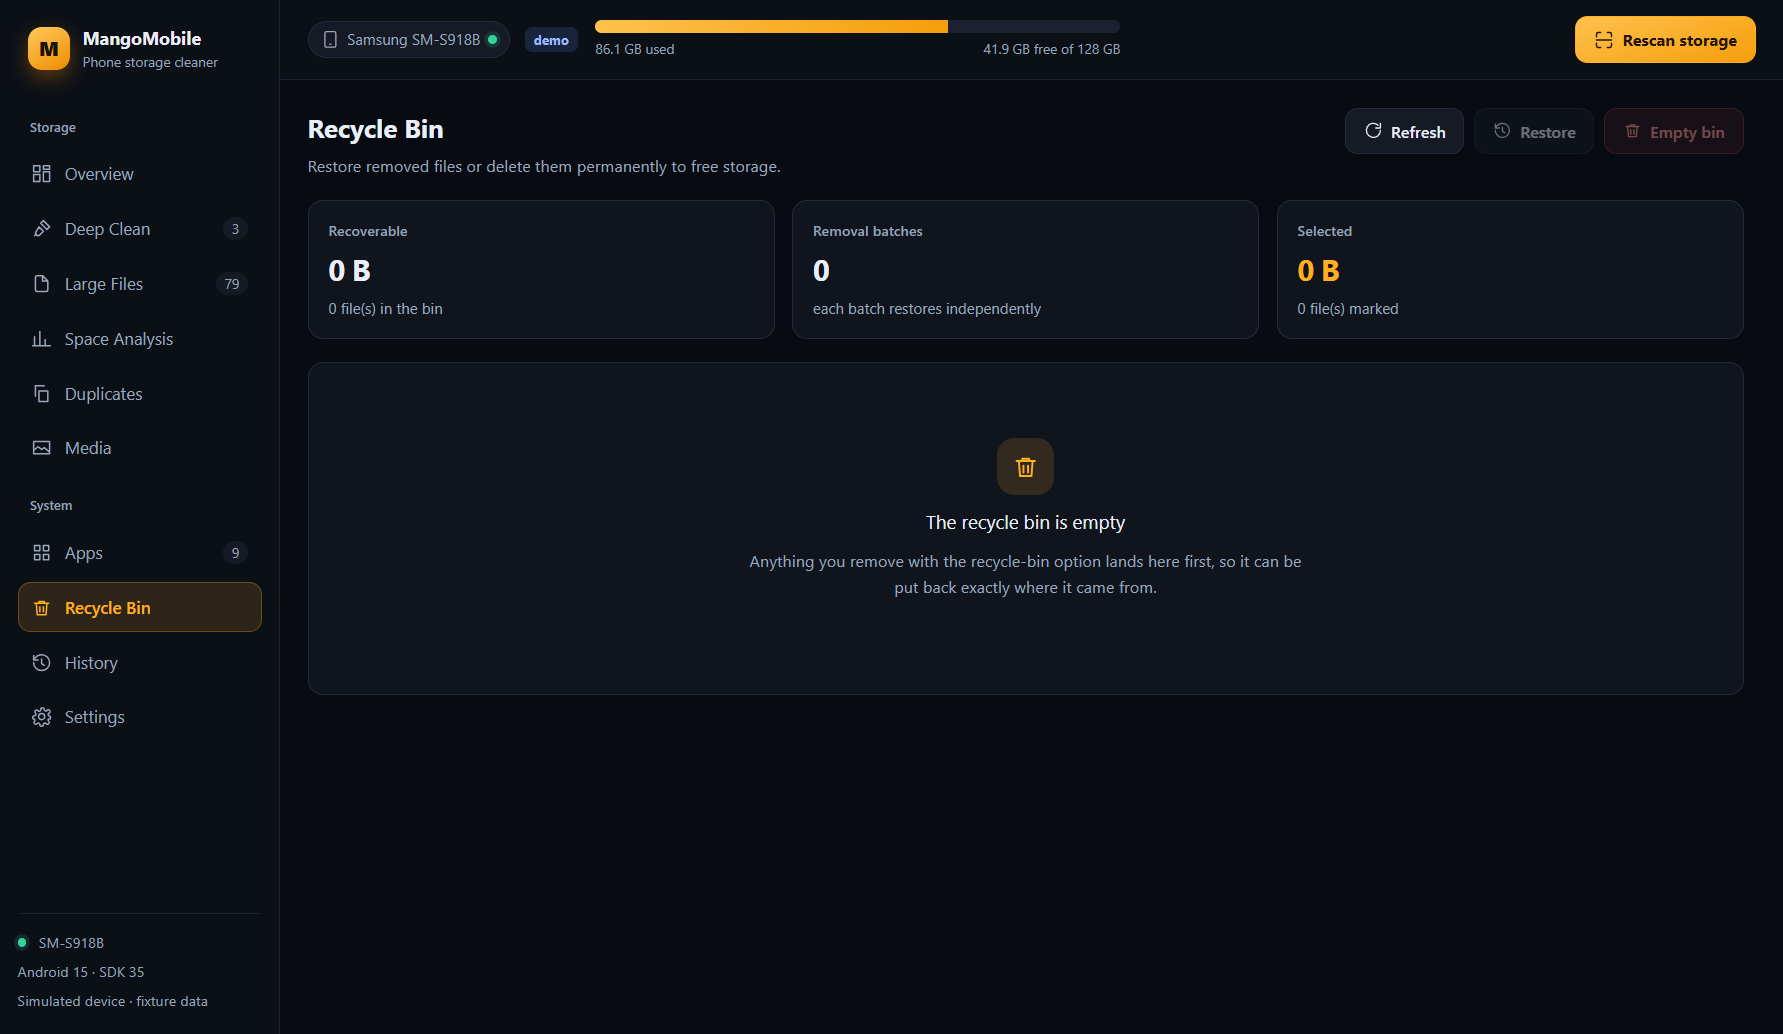 M
MangoMobile
Phone storage cleaner
Samsung SM-S918B
demo
86.1 GB used
41.9 GB free of 128 GB
Rescan storage
Storage
Overview
Deep Clean 3
Large Files 79
Space Analysis
Duplicates
Media
System
Apps 9
Recycle Bin
History
Settings
SM-S918B
Android 15 · SDK 35
Simulated device · fixture data
Recycle Bin
Restore removed files or delete them permanently to free storage.
Refresh
Restore
Empty bin
Recoverable
0 B
0 file(s) in the bin
Removal batches
0
each batch restores independently
Selected
0 B
0 file(s) marked
The recycle bin is empty
Anything you remove with the recycle-bin option lands here first, so it can be
put back exactly where it came from.